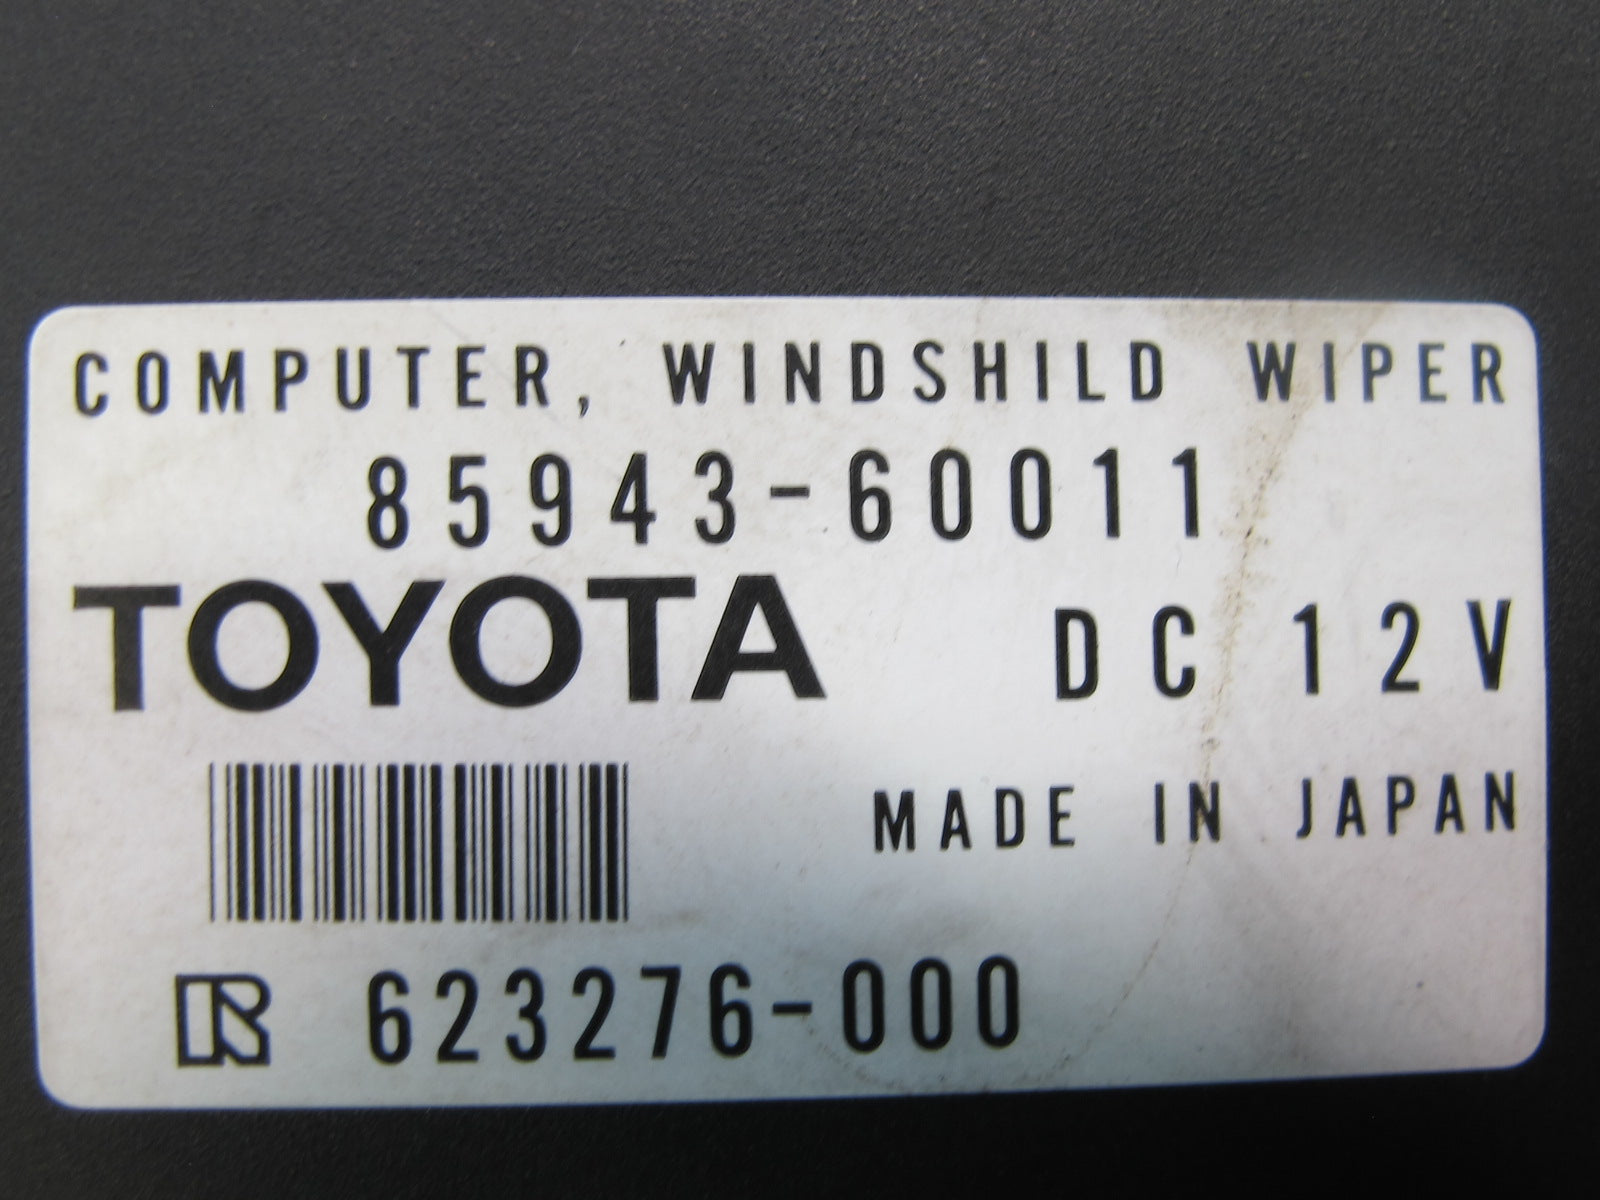 COMPUTER, WINDSHILD WIPER
85943-60011
TOYOTA DC 12V
MADE IN JAPAN
R 623276-000